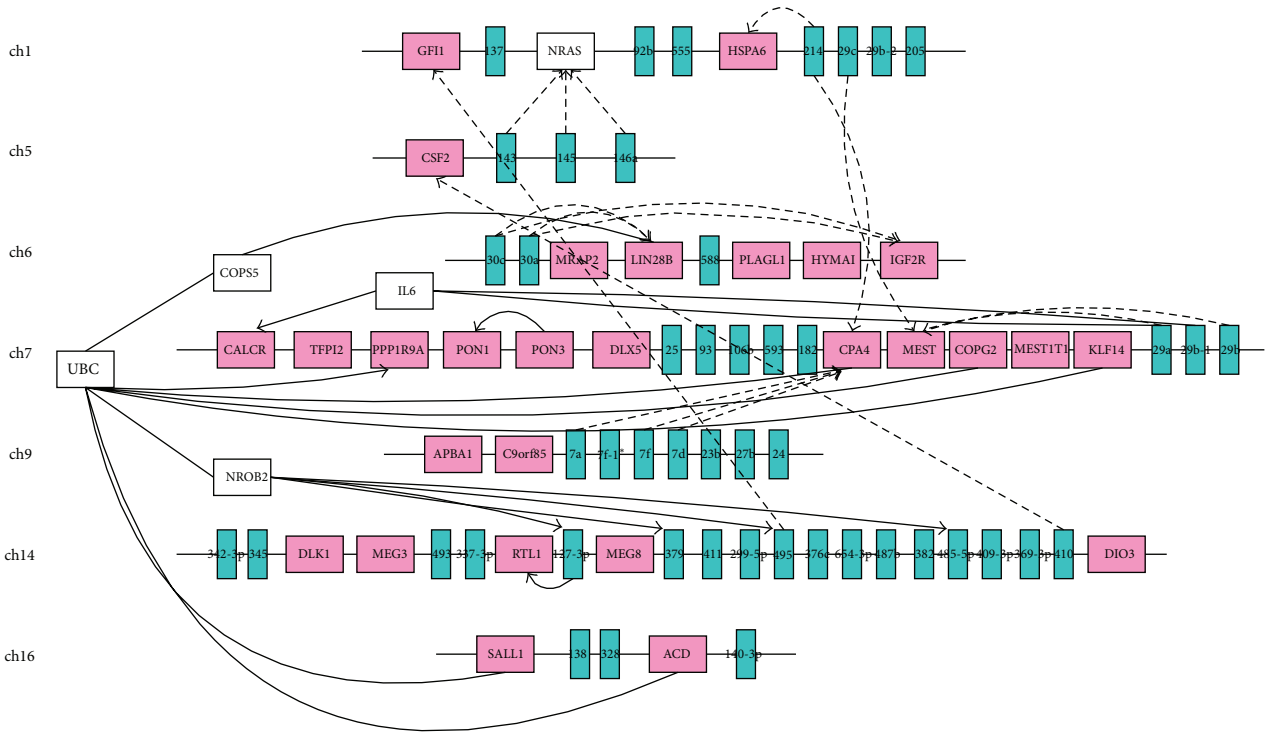 ch1 GFI1 137 NRAS 92b 555 HSPA6 214 29c 29b-2 205
ch5 CSF2 143 145 146a
ch6 30c 30a MRAP2 LIN28B 588 PLAGL1 HYMAI IGF2R
COPS5
IL6
ch7 CALCR TFPI2 PPP1R9A PON1 PON3 DLX5 25 93 106b 593 182 CPA4 MEST COPG2 MEST1T1 KLF14 29a 29b-1 29b
UBC
ch9 APBA1 C9orf85 7a 7f-1* 7f 7d 23b 27b 24
NROB2
ch14 342-3p 345 DLK1 MEG3 493 337-3p RTL1 127-3p MEG8 379 411 299-5p 495 376c 654-3p 487b 382 485-5p 409-3p 369-3p 410 DIO3
ch16 SALL1 138 328 ACD 140-3p